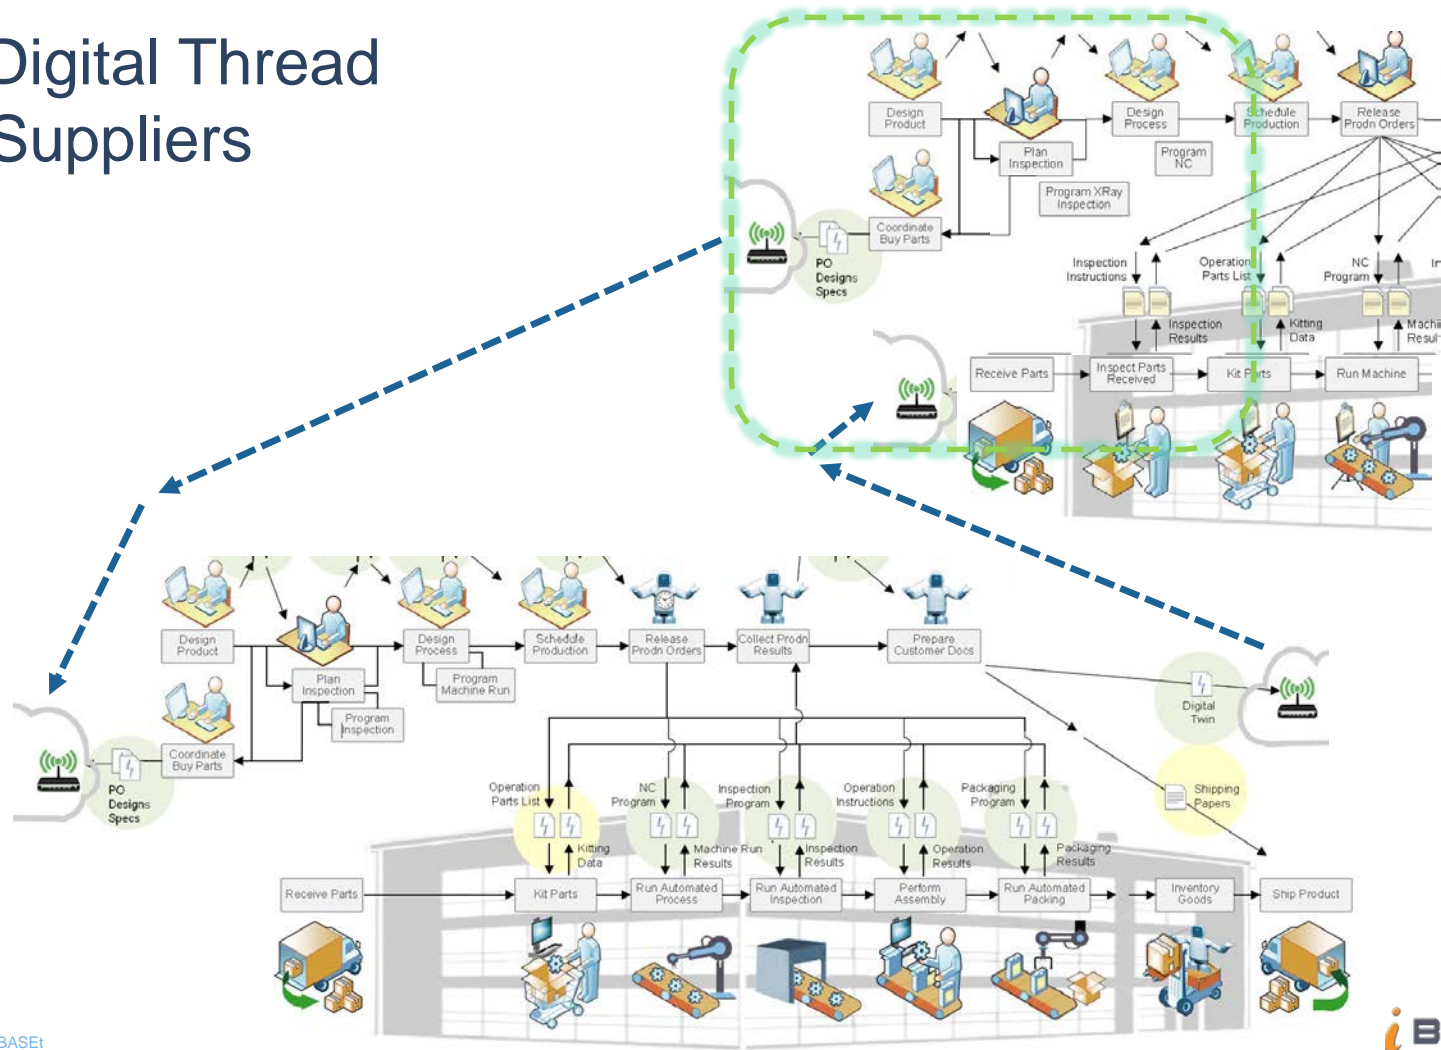 Digital Thread
Suppliers
Design
Product
Design
Process
Schedule
Production
Release
Prodn Orders
Plan
Inspection
Program
NC
Program XRay
Inspection
Coordinate
Buy Parts
PO
Designs
Specs
Inspection
Instructions
Operation
Parts List
NC
Program
Inspection
Results
Kitting
Data
Receive Parts
Inspect Parts
Received
Kit Parts
Run Machine
Design
Product
Design
Process
Schedule
Production
Release
Prodn Orders
Collect Prodn
Results
Prepare
Customer Docs
Plan
Inspection
Program
Machine Run
Program
Inspection
Coordinate
Buy Parts
PO
Designs
Specs
Digital
Twin
Shipping
Papers
Operation
Parts List
NC
Program
Inspection
Program
Operation
Instructions
Packaging
Program
Kitting
Data
Machine Run
Results
Inspection
Results
Operation
Results
Packaging
Results
Receive Parts
Kit Parts
Run Automated
Process
Run Automated
Inspection
Perform
Assembly
Run Automated
Packing
Inventory
Goods
Ship Product
BASEt
i B